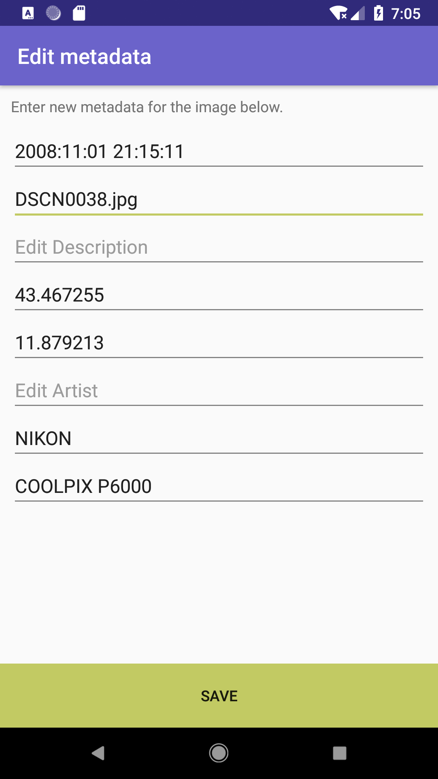 7:05
Edit metadata
Enter new metadata for the image below.
2008:11:01 21:15:11
DSCN0038.jpg
Edit Description
43.467255
11.879213
Edit Artist
NIKON
COOLPIX P6000
SAVE